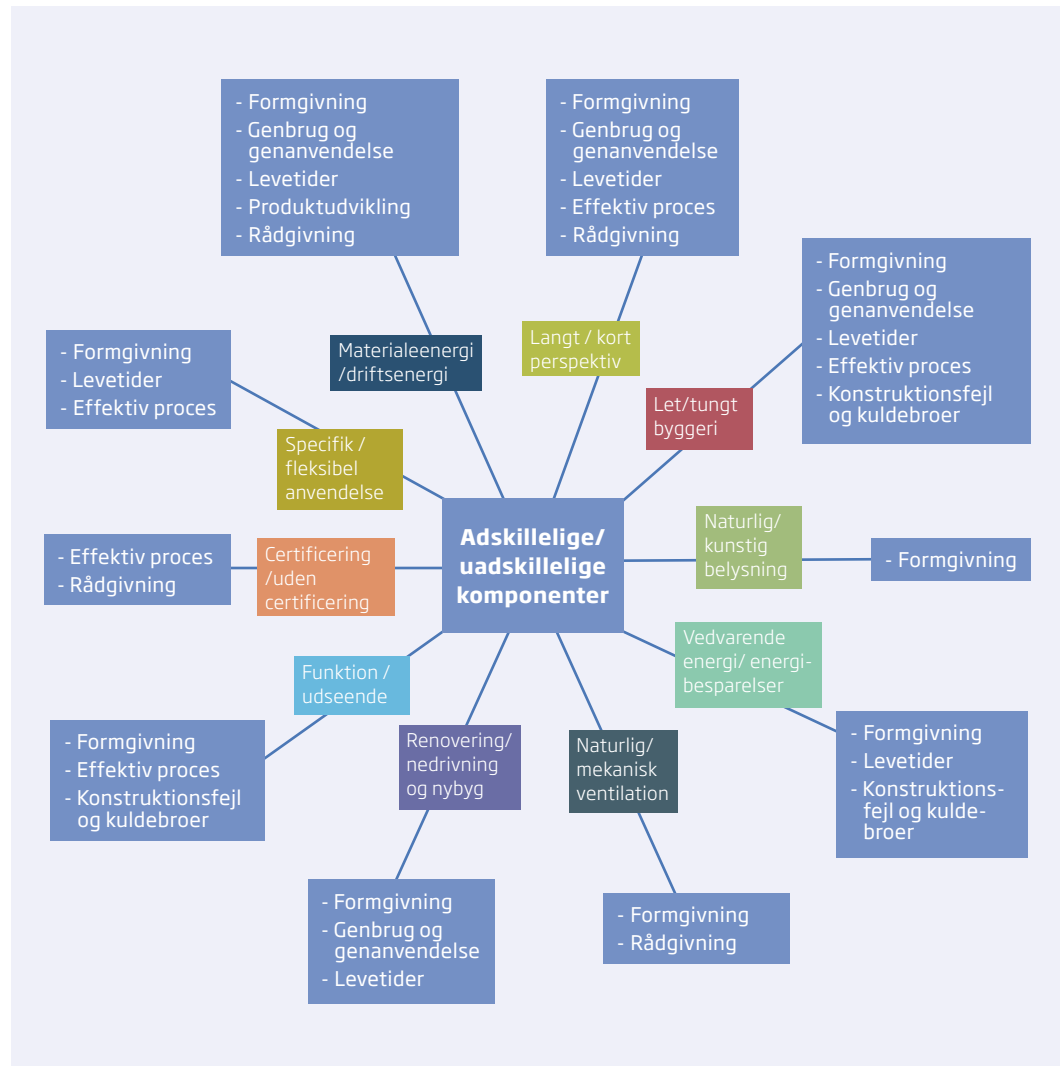 - Formgivning
- Genbrug og
genanvendelse
- Levetider
- Produktudvikling
- Rådgivning
- Formgivning
- Genbrug og
genanvendelse
- Levetider
- Effektiv proces
- Rådgivning
- Formgivning
- Genbrug og
genanvendelse
- Levetider
- Effektiv proces
- Konstruktionsfejl
og kuldebroer
Materialeenergi
/driftsenergi
Langt / kort
perspektiv
Let/tungt
byggeri
- Formgivning
- Levetider
- Effektiv proces
Specifik /
fleksibel
anvendelse
Adskillelige/
uadskillelige
komponenter
Naturlig/
kunstig
belysning
- Formgivning
- Effektiv proces
- Rådgivning
Certificering
/uden
certificering
Vedvarende
energi/ energi-
besparelser
Funktion /
udseende
- Formgivning
- Effektiv proces
- Konstruktionsfejl
og kuldebroer
Renovering/
nedrivning
og nybyg
Naturlig/
mekanisk
ventilation
- Formgivning
- Levetider
- Konstruktions-
fejl og kulde-
broer
- Formgivning
- Genbrug og
genanvendelse
- Levetider
- Formgivning
- Rådgivning